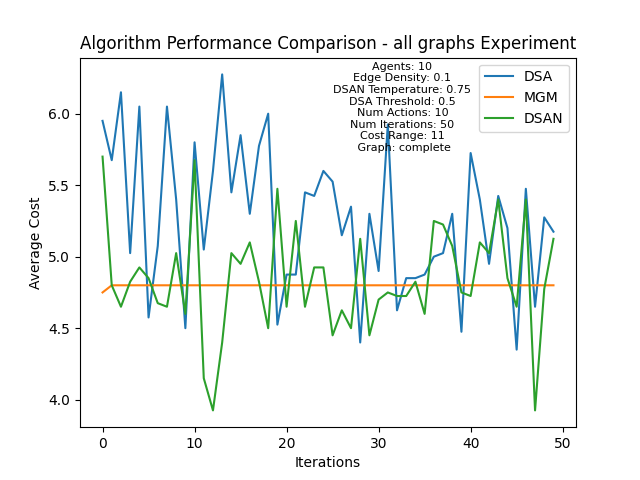 Algorithm Performance Comparison - all graphs Experiment
Agents: 10
Edge Density: 0.1
DSAN Temperature: 0.75
DSA Threshold: 0.5
Num Actions: 10
Num Iterations: 50
Cost Range: 11
Graph: complete
DSA
MGM
DSAN
Average Cost
6.0
5.5
5.0
4.5
4.0
0
10
20
30
40
50
Iterations